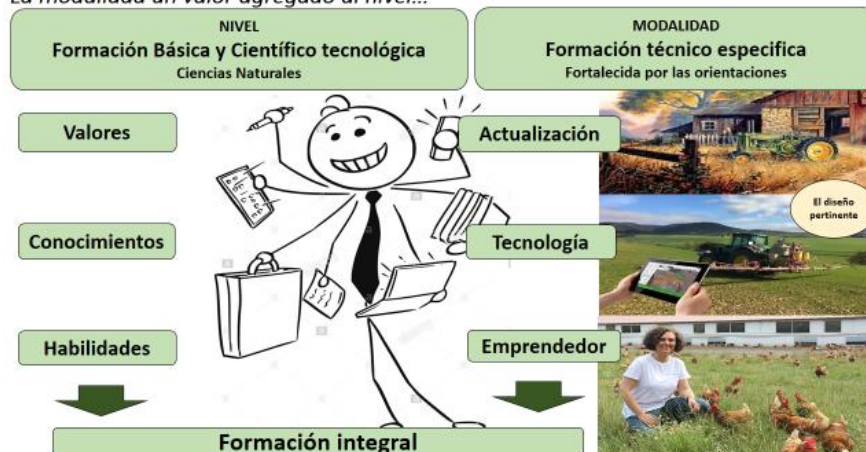 La modalidad un valor agregado al nivel...
NIVEL
Formación Básica y Científico tecnológica
Ciencias Naturales
MODALIDAD
Formación técnico especifica
Fortalecida por las orientaciones
Valores
Actualización
El diseño
pertinente
Conocimientos
Tecnología
Habilidades
Emprendedor
Formación integral